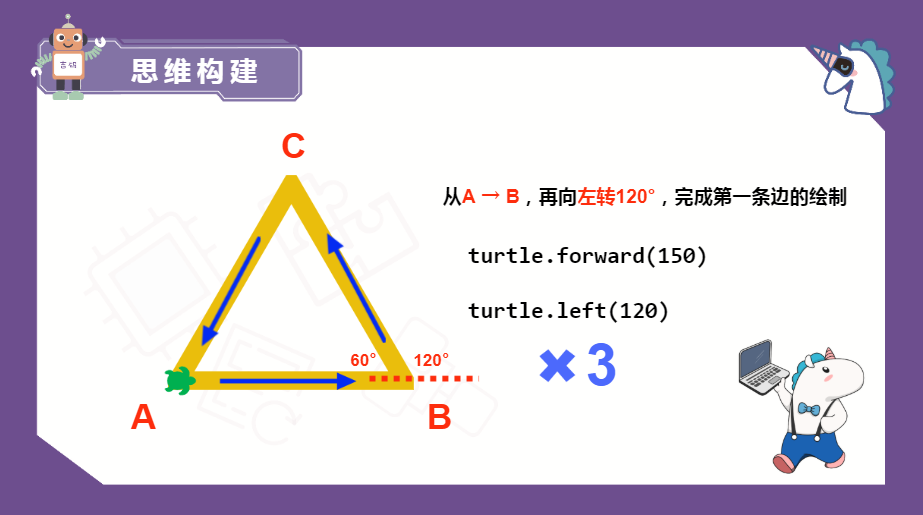 思维构建
C
从A → B，再向左转120°，完成第一条边的绘制
turtle.forward(150)
turtle.left(120)
60° 120°
×3
A B